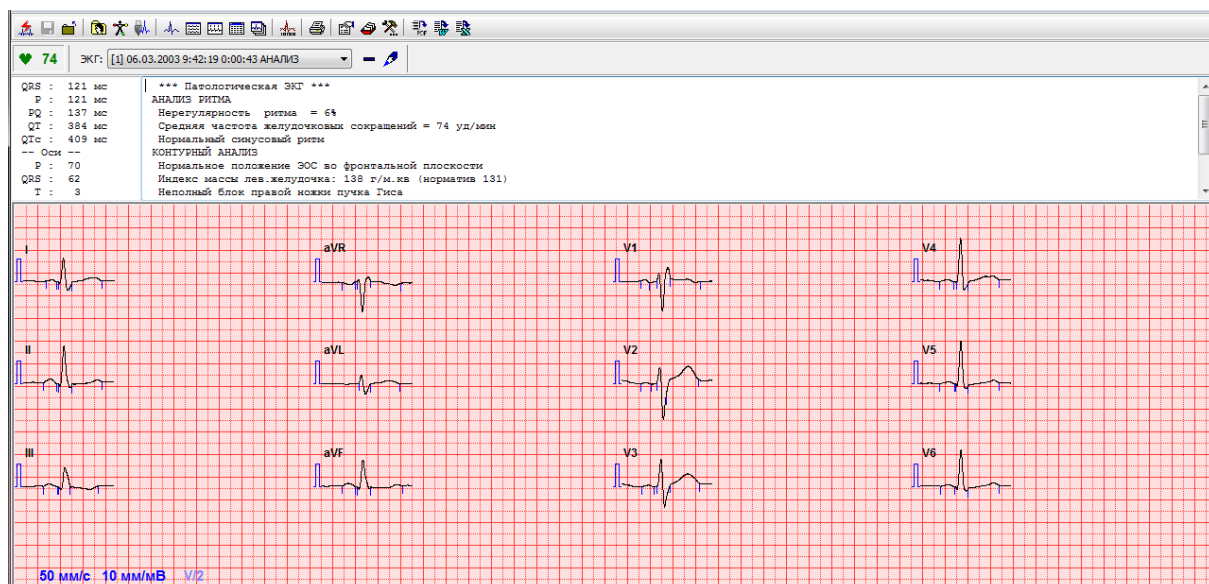 74 ЭКГ: [1] 06.03.2003 9:42:19 0:00:43 АНАЛИЗ
QRS : 121 мс
P : 121 мс
PQ : 137 мс
QT : 384 мс
QTc : 409 мс
-- Оси --
P : 70
QRS : 62
T : 3
*** Патологическая ЭКГ ***
АНАЛИЗ РИТМА
Нерегулярность ритма = 6%
Средняя частота желудочковых сокращений = 74 уд/мин
Нормальный синусовый ритм
КОНТУРНЫЙ АНАЛИЗ
Нормальное положение ЭОС во фронтальной плоскости
Индекс массы лев.желудочка: 138 г/м.кв (норматив 131)
Неполный блок правой ножки пучка Гиса
I aVR V1 V4
II aVL V2 V5
III aVF V3 V6
50 мм/с 10 мм/мВ V/2